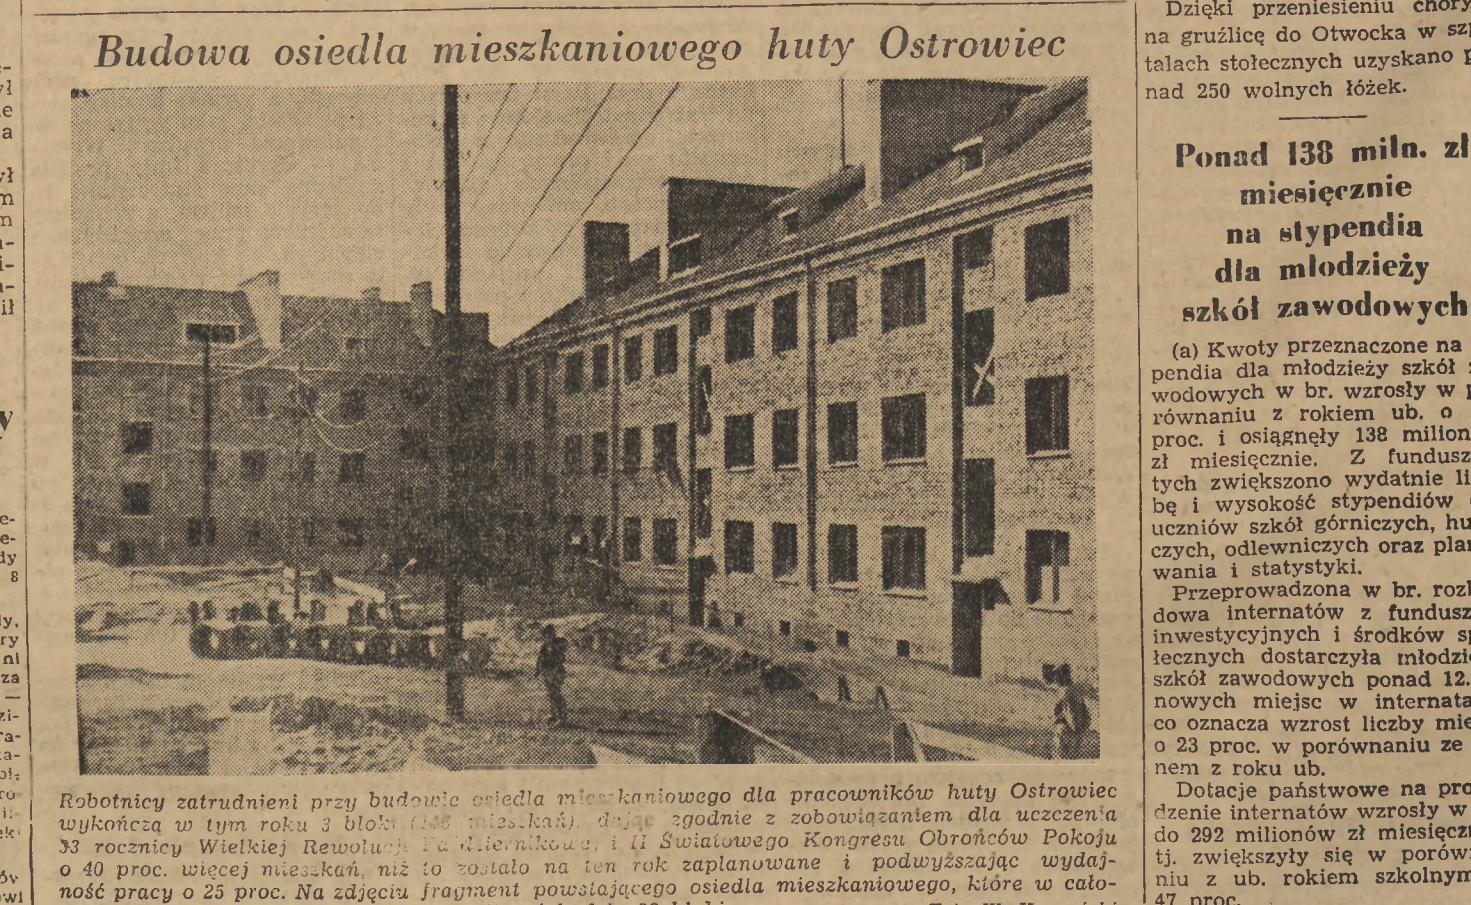 Budowa osiedla mieszkaniowego huty Ostrowiec
Robotnicy zatrudnieni przy budowie osiedla mieszkaniowego dla pracowników huty Ostrowiec
wykończą w tym roku 3 bloki mieszkań), dając zgodnie z zobowiązaniem dla uczczenia
33 rocznicy Wielkiej Rewolucji Październikowej i II Światowego Kongresu Obrońców Pokoju
o 40 proc. więcej mieszkań, niż to zostało na ten rok zaplanowane i podwyższając wydaj-
ność pracy o 25 proc. Na zdjęciu fragment powstającego osiedla mieszkaniowego, które w cało-
Dzięki przeniesieniu chory
na gruźlicę do Otwocka w szp
talach stołecznych uzyskano p
nad 250 wolnych łóżek.
Ponad 138 miln. zł
miesięcznie
na stypendia
dla młodzieży
szkół zawodowych
(a) Kwoty przeznaczone na
pendia dla młodzieży szkół z
wodowych w br. wzrosły w p
równaniu z rokiem ub. o
proc. i osiągnęły 138 milion
zł miesięcznie. Z fundusz
tych zwiększono wydatnie li
bę i wysokość stypendiów
uczniów szkół górniczych, hu
czych, odlewniczych oraz plan
wania i statystyki.
Przeprowadzona w br. rozb
dowa internatów z fundusz
inwestycyjnych i środków sp
łecznych dostarczyła młodzie
szkół zawodowych ponad 12.
nowych miejsc w internata
co oznacza wzrost liczby mie
o 23 proc. w porównaniu ze
nem z roku ub.
Dotacje państwowe na pro
dzenie internatów wzrosły w
do 292 milionów zł miesięczn
tj. zwiększyły się w porów
niu z ub. rokiem szkolnym
47 proc.